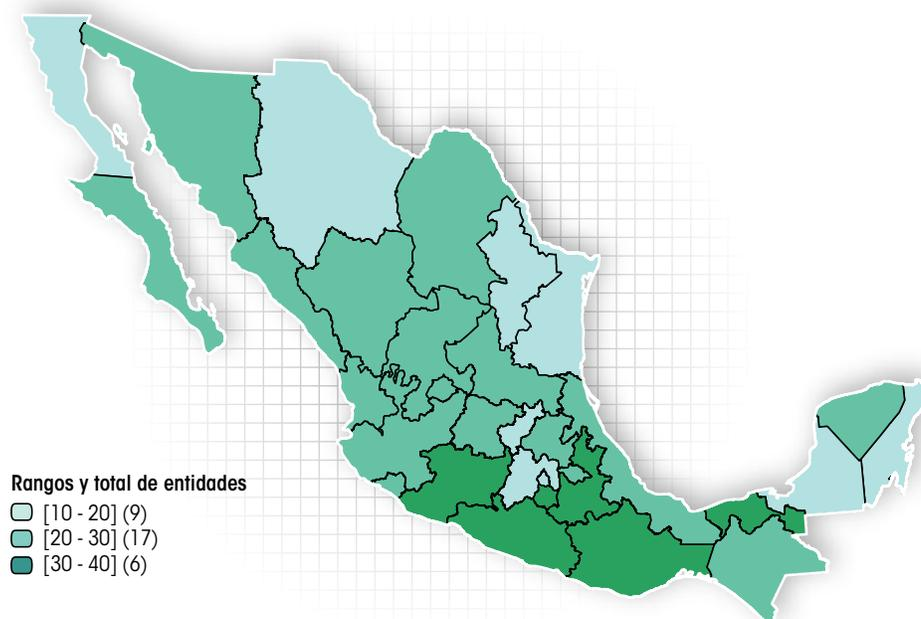 Rangos y total de entidades
[10 - 20] (9)
[20 - 30] (17)
[30 - 40] (6)